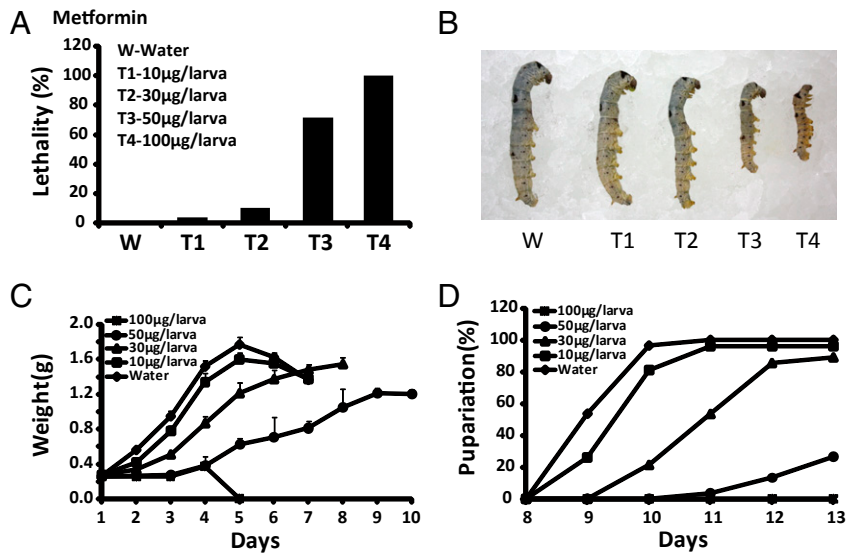 A
Metformin
Lethality (%)
120
100
80
60
40
20
0
W-Water
T1-10µg/larva
T2-30µg/larva
T3-50µg/larva
T4-100µg/larva
W T1 T2 T3 T4
B
W T1 T2 T3 T4
C
Weight(g)
2.0
1.6
1.2
0.8
0.4
0.0
100µg/larva
50µg/larva
30µg/larva
10µg/larva
Water
1 2 3 4 5 6 7 8 9 10
Days
D
Pupariation(%)
120
100
80
60
40
20
0
100µg/larva
50µg/larva
30µg/larva
10µg/larva
Water
8 9 10 11 12 13
Days